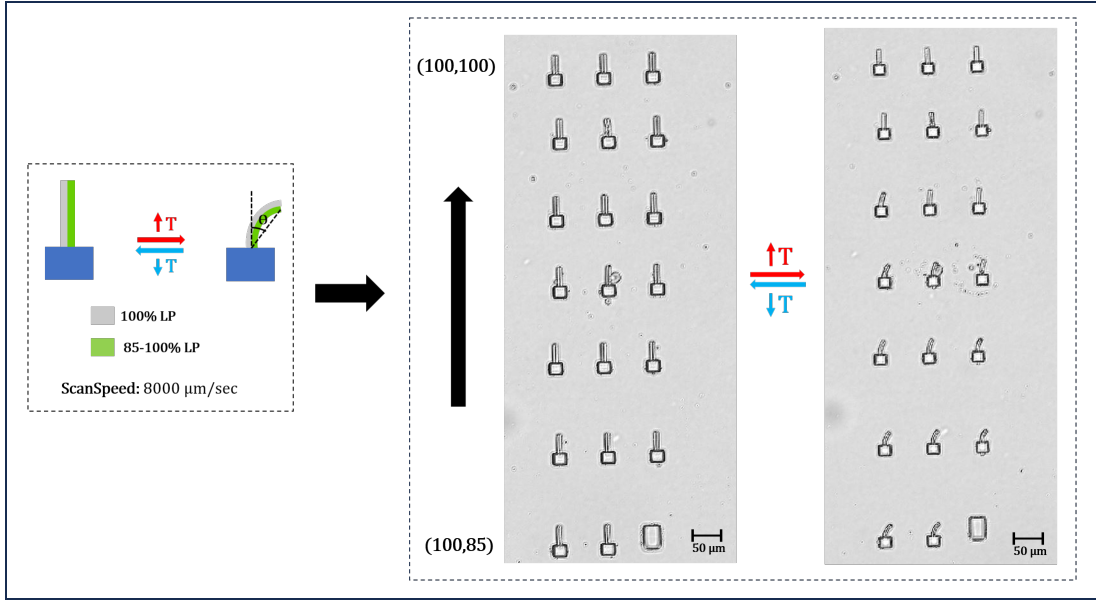 θ
↑T
↓T
100% LP
85-100% LP
ScanSpeed: 8000 μm/sec
(100,100)
(100,85)
50 μm
↑T
↓T
50 μm